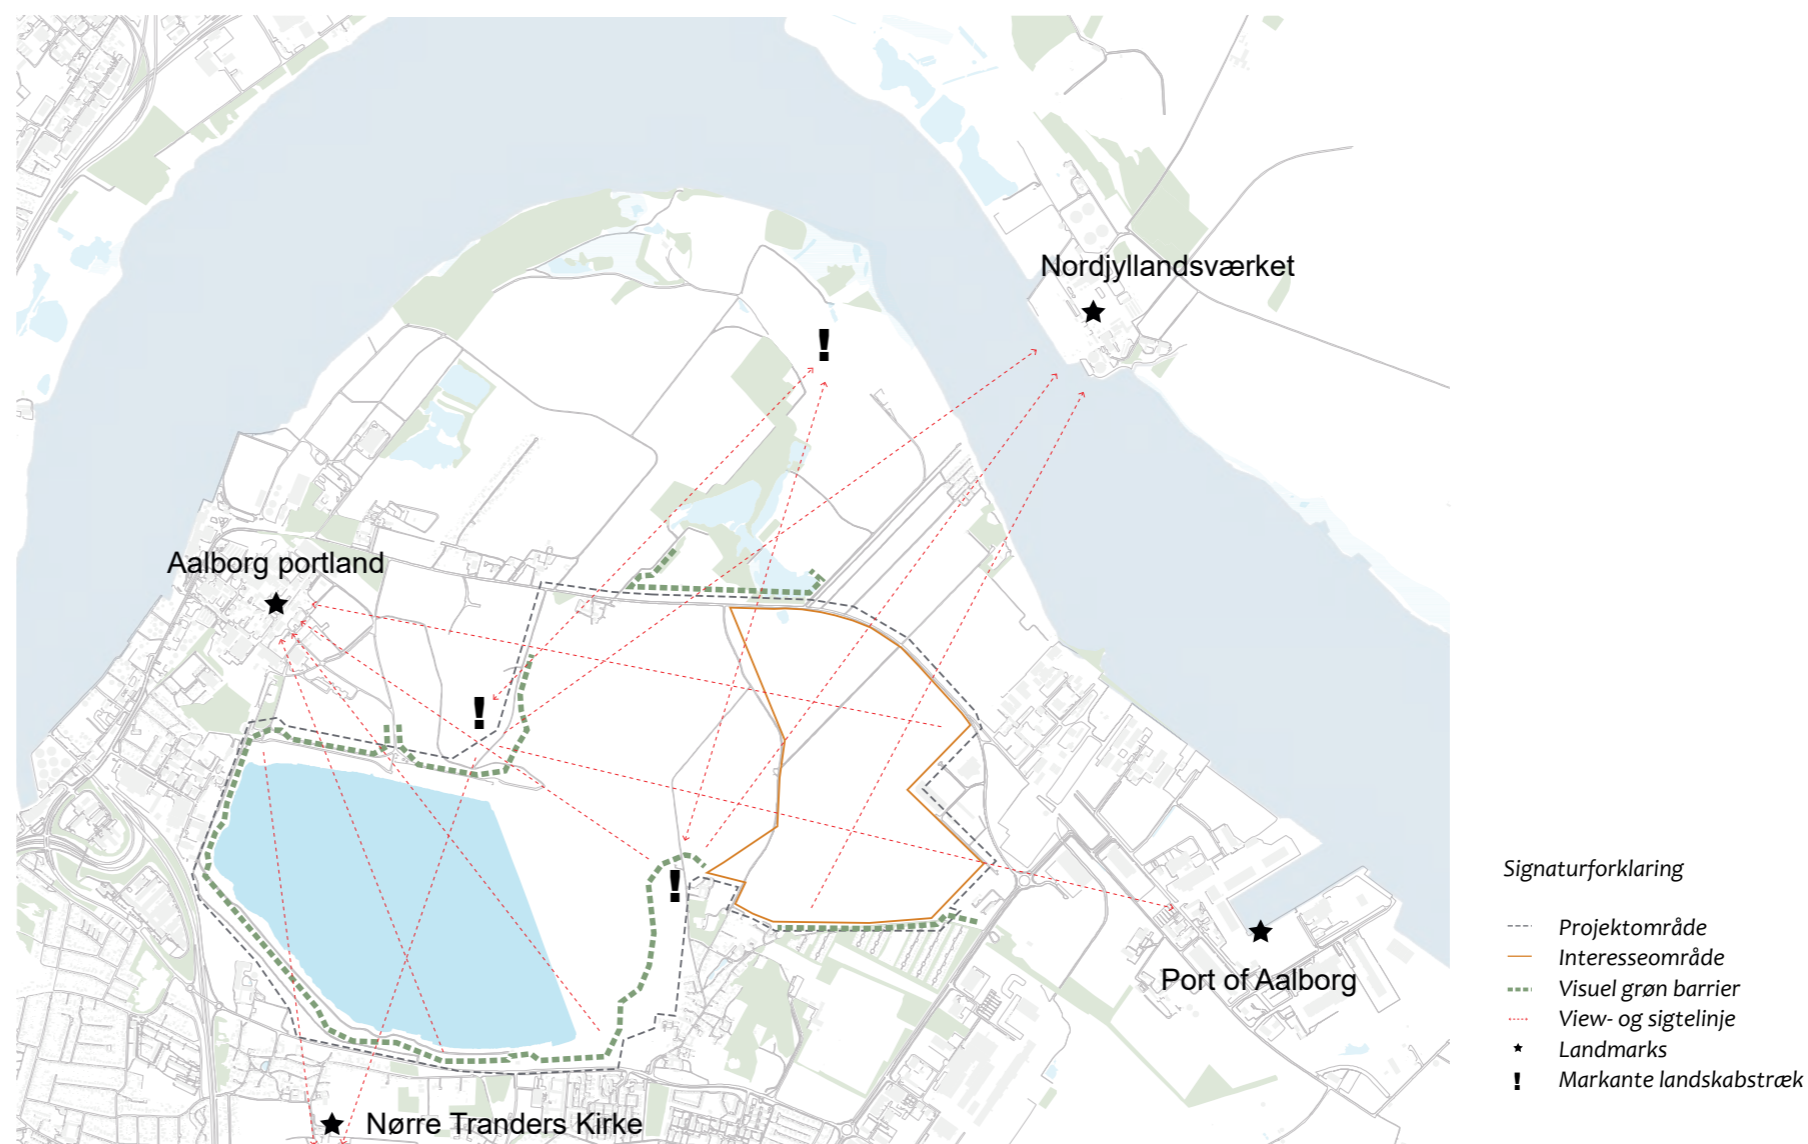 Nordjyllandsværket
Aalborg portland
Port of Aalborg
Nørre Tranders Kirke
Signaturforklaring
Projektområde
Interesseområde
Visuel grøn barrier
View- og sigtelinje
Landmarks
Markante landskabstræk